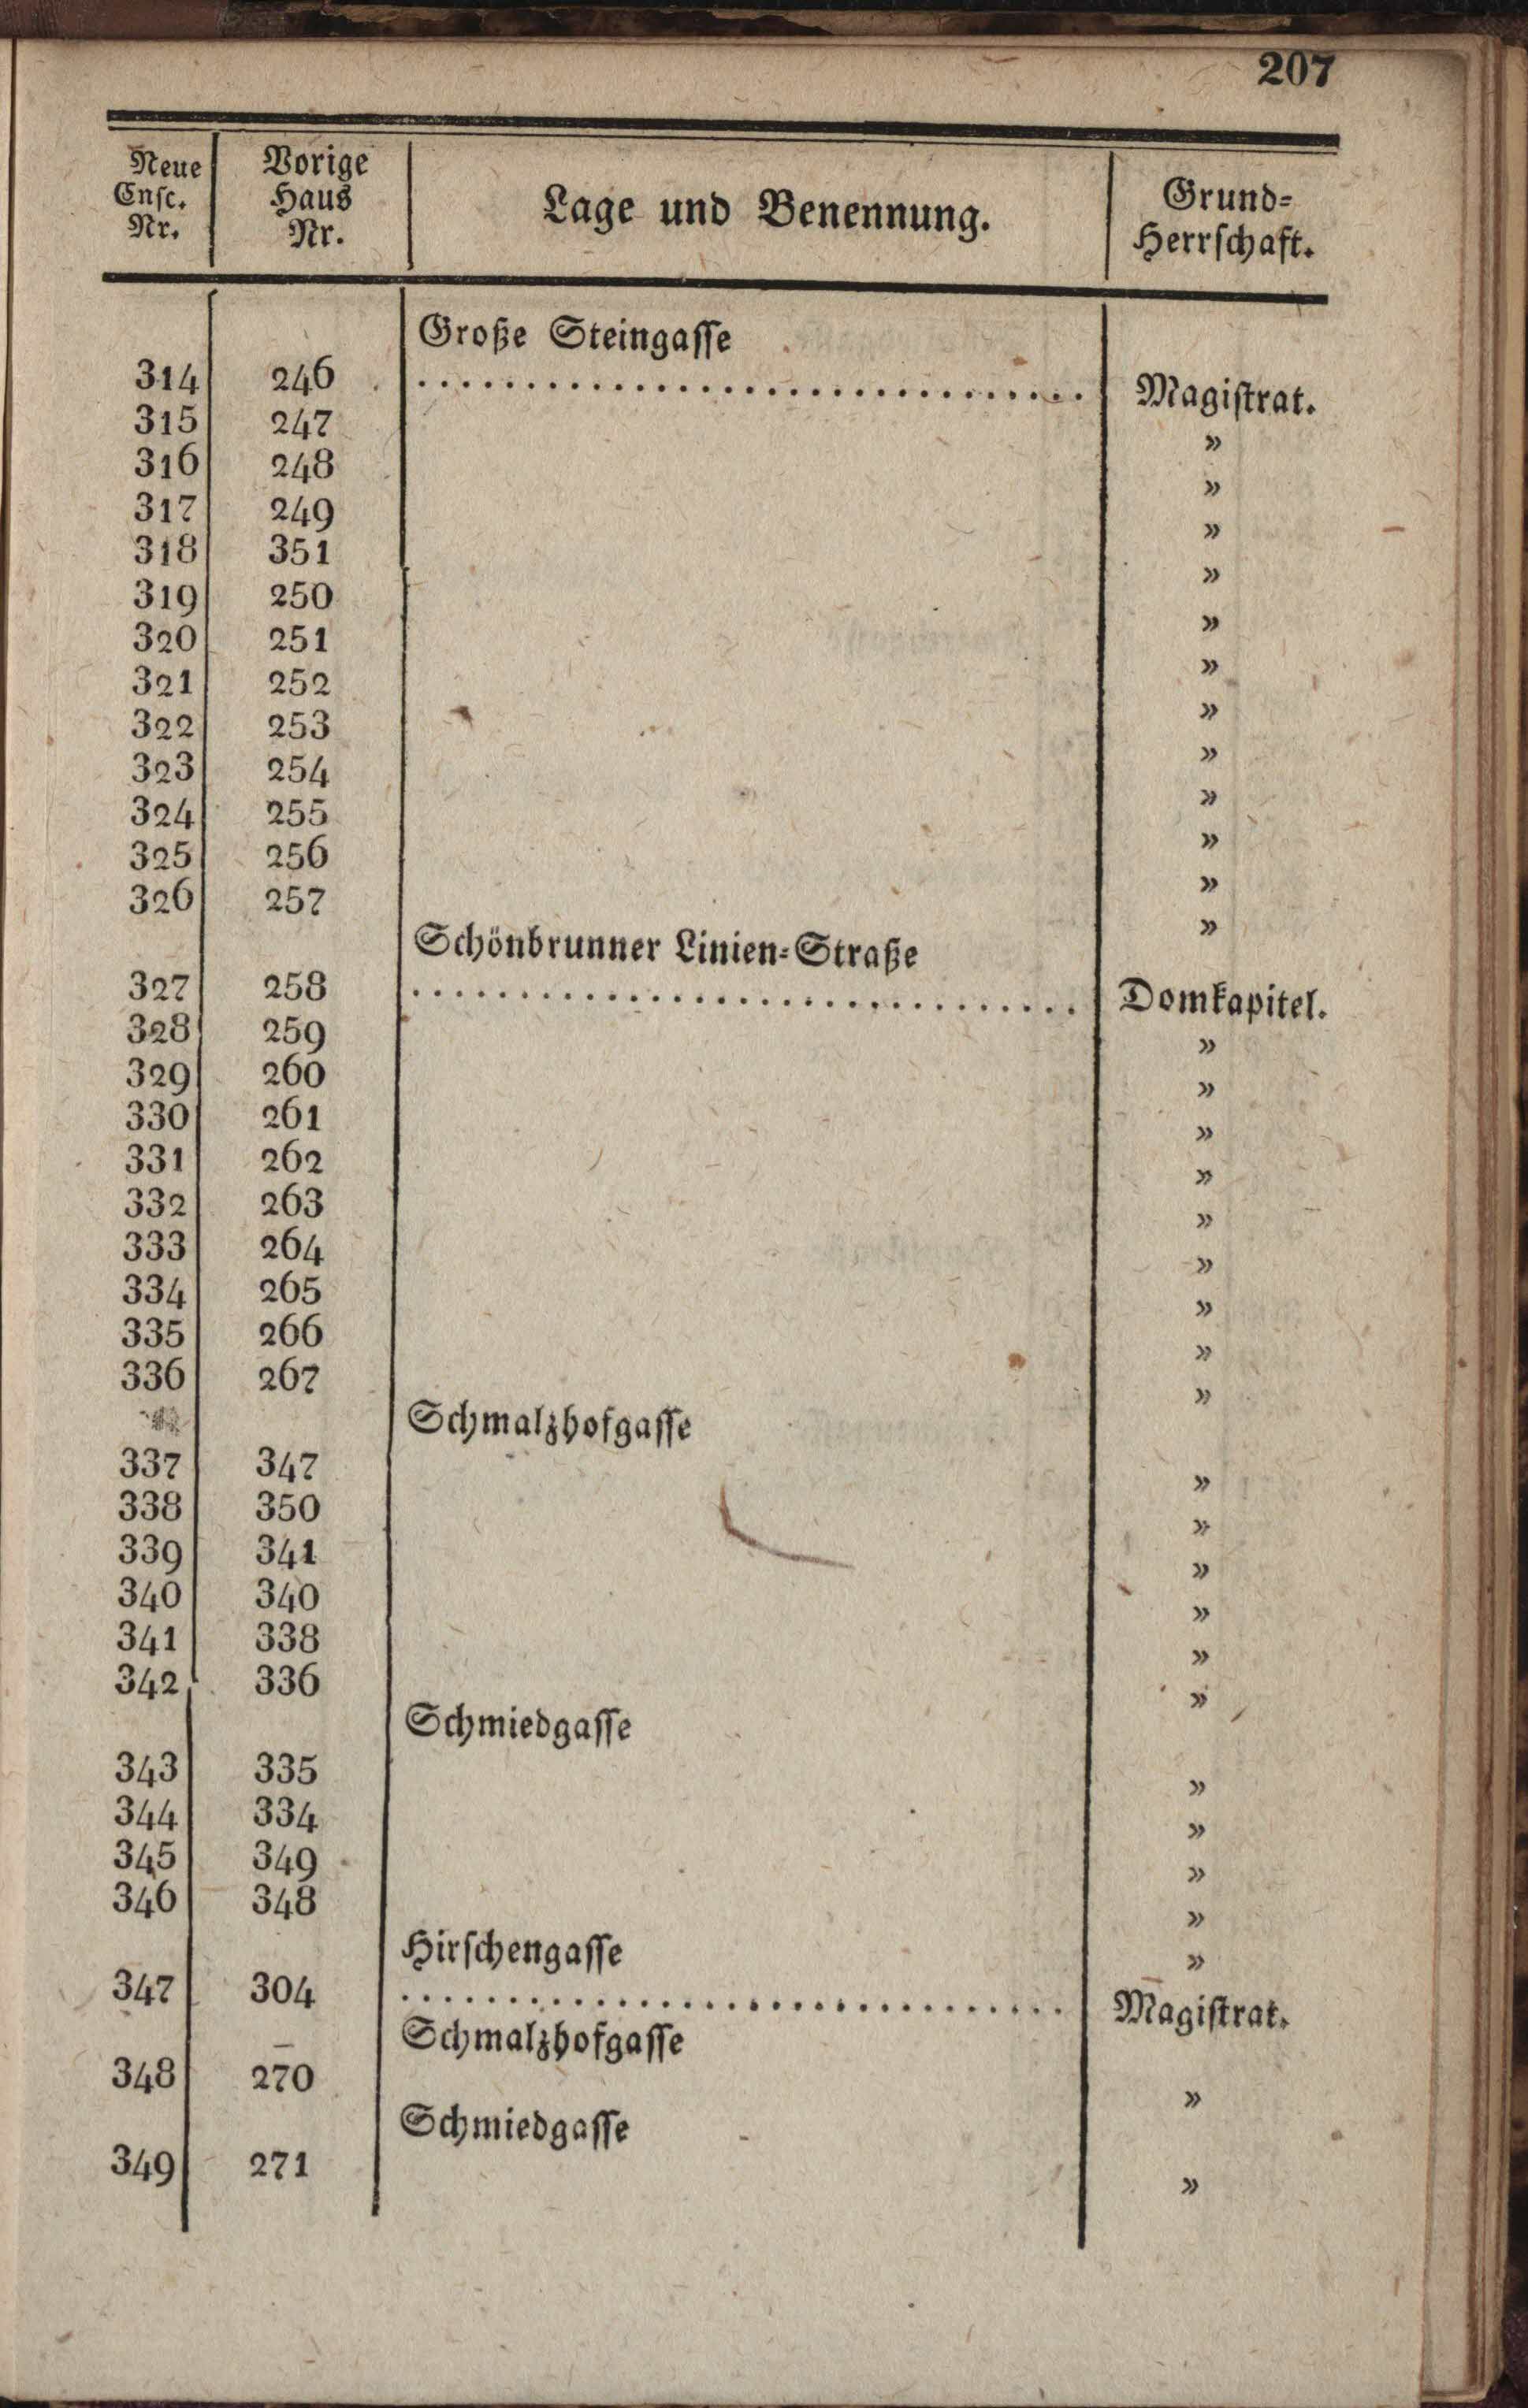 207
Neue Ensc. Nr. Vorige Haus Nr. Lage und Benennung. Grund-Herrschaft.
Große Steingasse
314 246 .............................. Magistrat.
315 247 »
316 248 »
317 249 »
318 351 »
319 250 »
320 251 »
321 252 »
322 253 »
323 254 »
324 255 »
325 256 »
326 257 »
Schönbrunner Linien-Straße
327 258 .............................. Domkapitel.
328 259 »
329 260 »
330 261 »
331 262 »
332 263 »
333 264 »
334 265 »
335 266 »
336 267 »
Schmalzhofgasse
337 347 »
338 350 »
339 341 »
340 340 »
341 338 »
342 336 »
Schmiedgasse
343 335 »
344 334 »
345 349 »
346 348 »
Hirschengasse »
347 304 .............................. Magistrat.
Schmalzhofgasse
348 270 »
Schmiedgasse
349 271 »